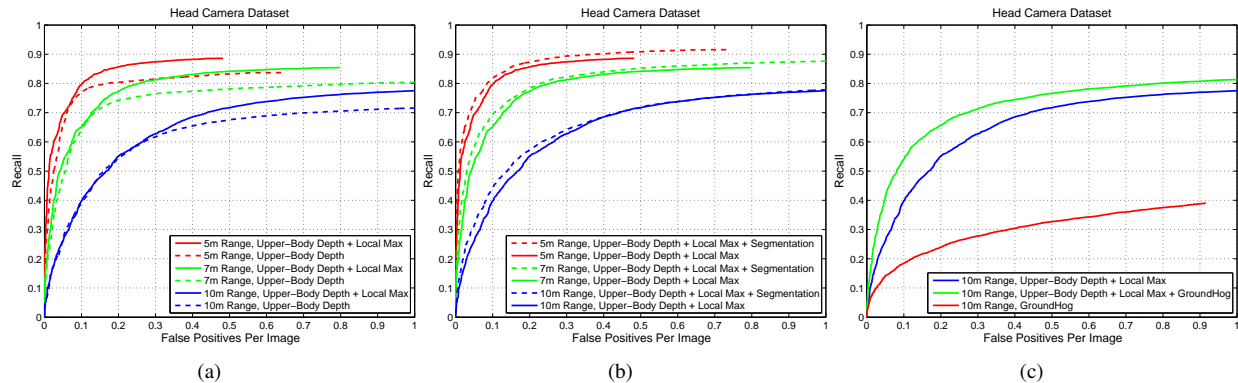 Head Camera Dataset
1
0.9
0.8
0.7
0.6
0.5
0.4
0.3
0.2
0.1
0
Recall
5m Range, Upper−Body Depth + Local Max
5m Range, Upper−Body Depth
7m Range, Upper−Body Depth + Local Max
7m Range, Upper−Body Depth
10m Range, Upper−Body Depth + Local Max
10m Range, Upper−Body Depth
0 0.1 0.2 0.3 0.4 0.5 0.6 0.7 0.8 0.9 1
False Positives Per Image
(a)
Head Camera Dataset
1
0.9
0.8
0.7
0.6
0.5
0.4
0.3
0.2
0.1
0
Recall
5m Range, Upper−Body Depth + Local Max + Segmentation
5m Range, Upper−Body Depth + Local Max
7m Range, Upper−Body Depth + Local Max + Segmentation
7m Range, Upper−Body Depth + Local Max
10m Range, Upper−Body Depth + Local Max + Segmentation
10m Range, Upper−Body Depth + Local Max
0 0.1 0.2 0.3 0.4 0.5 0.6 0.7 0.8 0.9 1
False Positives Per Image
(b)
Head Camera Dataset
1
0.9
0.8
0.7
0.6
0.5
0.4
0.3
0.2
0.1
0
Recall
10m Range, Upper−Body Depth + Local Max
10m Range, Upper−Body Depth + Local Max + GroundHog
10m Range, GroundHog
0 0.1 0.2 0.3 0.4 0.5 0.6 0.7 0.8 0.9 1
False Positives Per Image
(c)